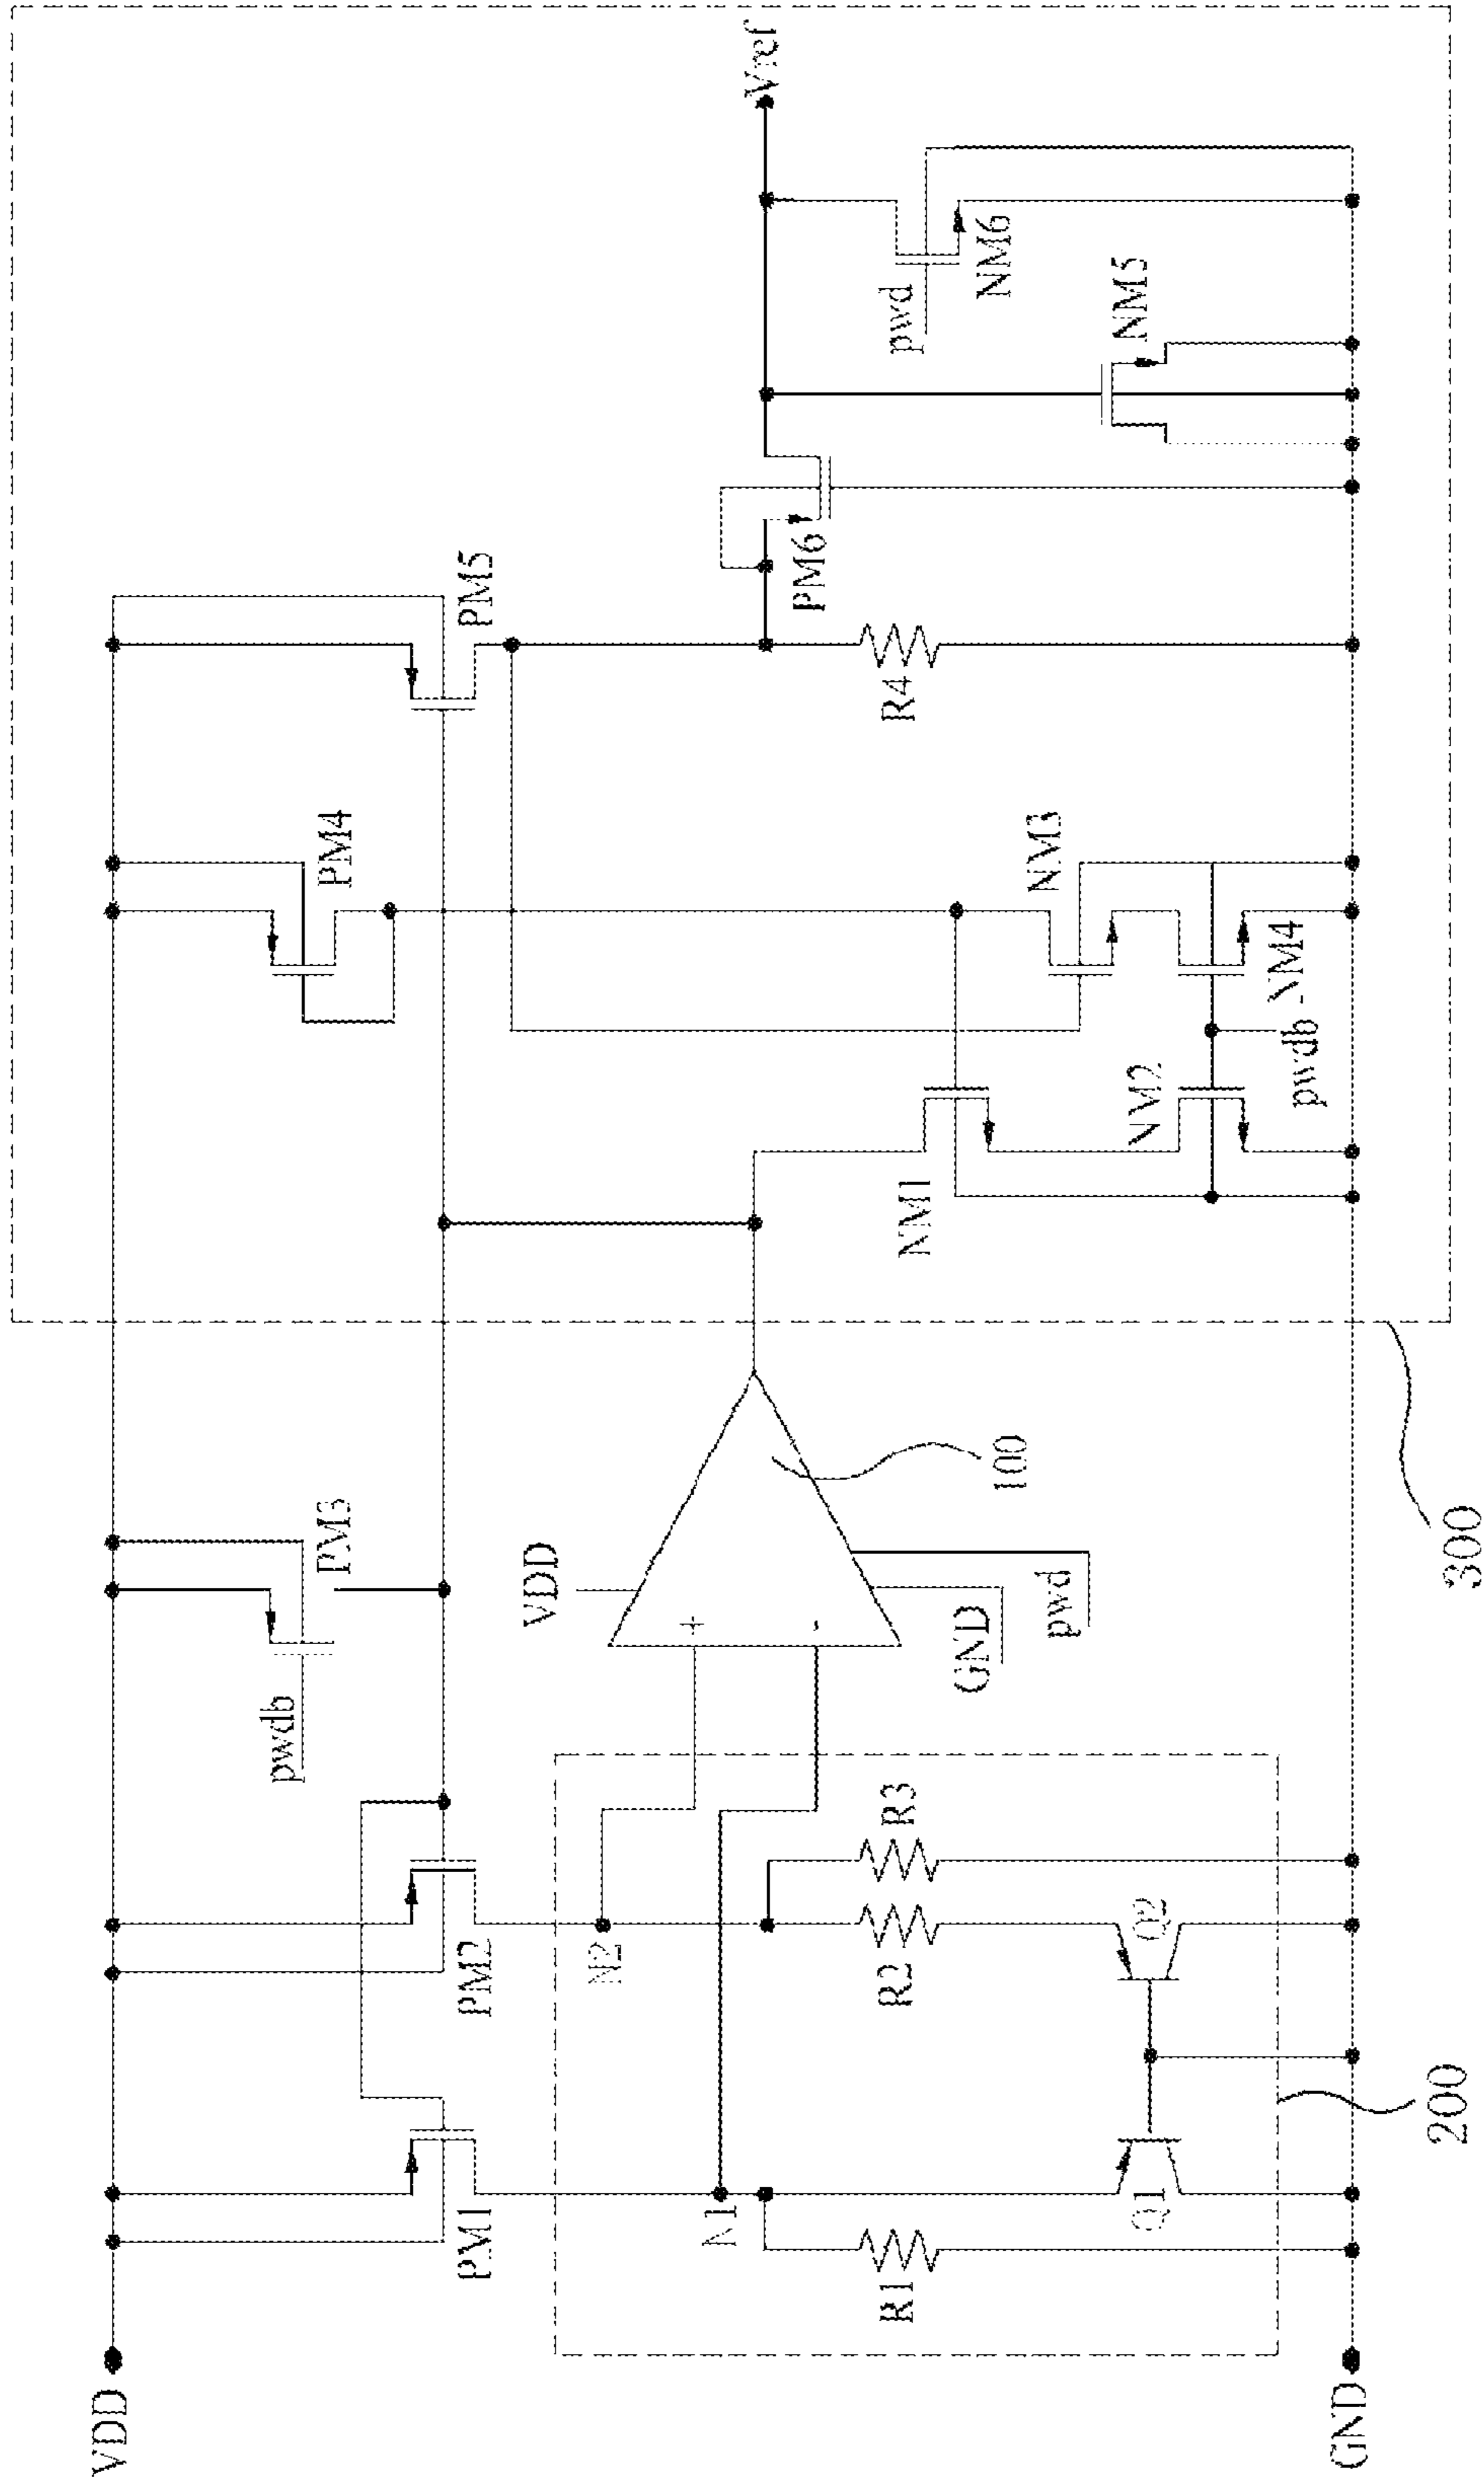 VDD
PM1
PM2
pwdb
PM3
PM4
PM5
N1
N2
VDD
+
-
GND
pwd
100
R1
R2
R3
Q1
Q2
200
NM1
NM2
NM3
NM4
pwdb
R4
PM6
Vref
pwd
NM6
NM5
300
GND